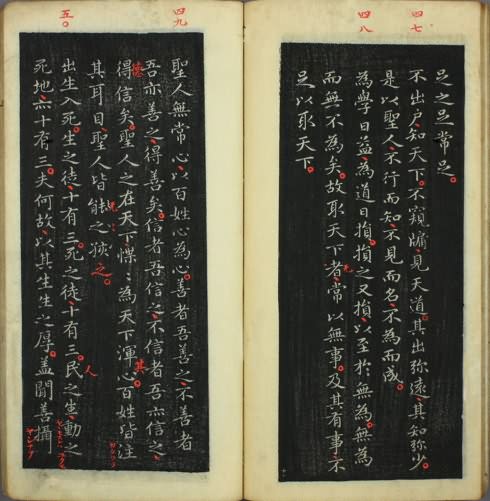 四七
四八
足之足常足。
不出戶知天下不窺牖見天道其出弥遠其知弥少。
是以聖人不行而知不見而名不為而成。
為學日益為道日損損之又損以至於無為無為
而無不為矣故取天下者常以無事及其有事不
足以取天下。
四九
五〇
聖人無常心以百姓心為心善者吾善之不善者
吾亦善之得善矣信者吾信之不信者吾亦信之
德
得信矣聖人之在天下惵〻為天下渾心百姓皆注
其
其耳目聖人皆之
之。
出生入死生之徒十有三死之徒十有三民之生動之
人
死地亦十有三夫何故以其生生之厚蓋聞善攝